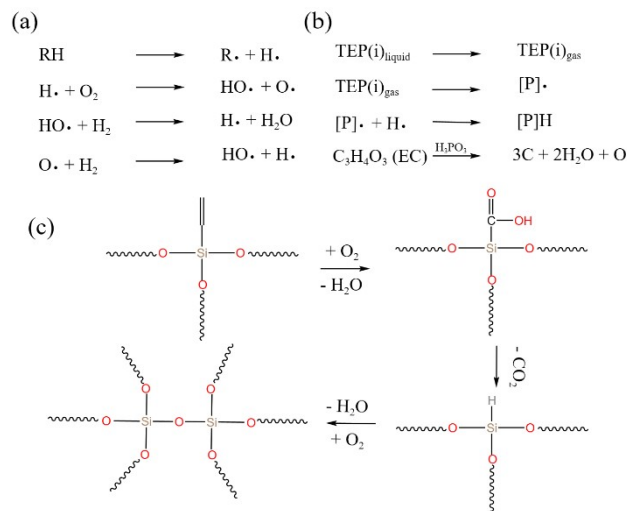 (a)
RH → R• + H•
H• + O₂ → HO• + O•
HO• + H₂ → H• + H₂O
O• + H₂ → HO• + H•
(b)
TEP(i)liquid → TEP(i)gas
TEP(i)gas → [P]•
[P]• + H• → [P]H
C₃H₄O₃ (EC) H₃PO₃ → 3C + 2H₂O + O
(c)
O Si O
O
+ O₂
- H₂O
O
C OH
O Si O
O
- CO₂
H
O Si O
O
- H₂O
+ O₂
O O
O Si O Si O
O O